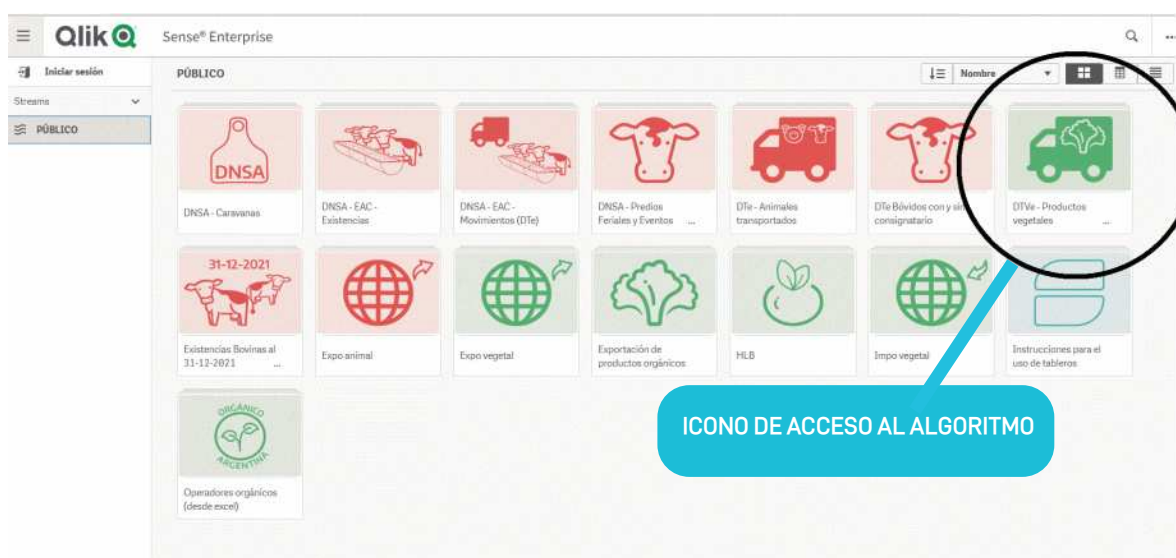 Qlik Sense® Enterprise
Iniciar sesión
Streams
PÚBLICO
PÚBLICO
Nombre
DNSA
DNSA - Caravanas
DNSA - EAC -
Existencias
DNSA - EAC -
Movimientos (DTe)
DNSA - Predios
Feriales y Eventos ...
DTe - Animales
transportados
DTe Bóvidos con y sin
consignatario
DTVe - Productos
vegetales ...
31-12-2021
Existencias Bovinas al
31-12-2021 ...
Expo animal
Expo vegetal
Exportación de
productos orgánicos
HLB
Impo vegetal
Instrucciones para el
uso de tableros
ICONO DE ACCESO AL ALGORITMO
ORGÁNICO
ARGENTINA
Operadores orgánicos
(desde excel)